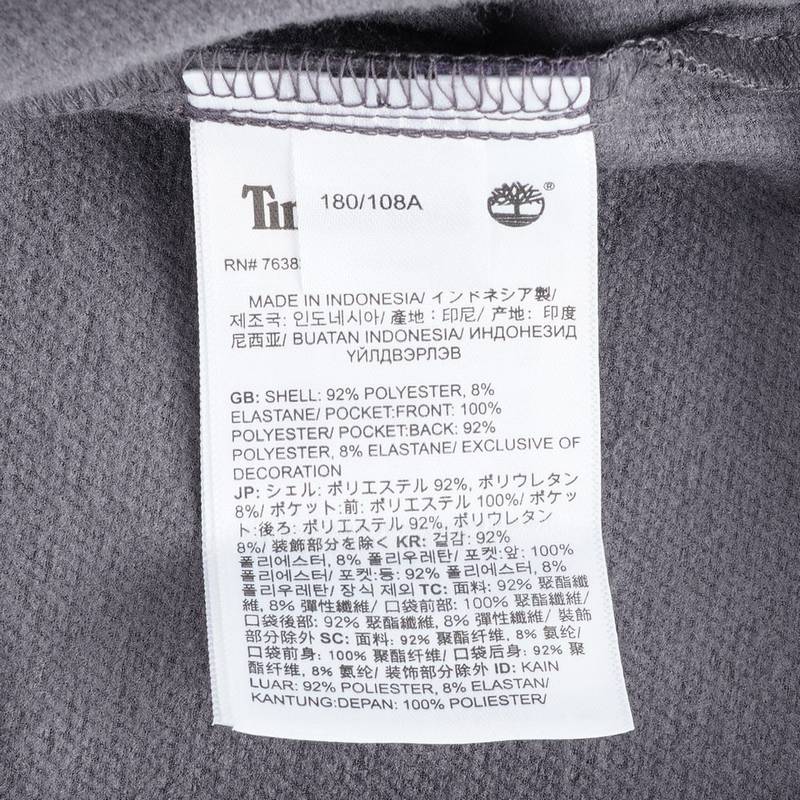 180/108A
®
RN# 7638
MADE IN INDONESIA/ インドネシア製/
제조국: 인도네시아/ 產地：印尼／ 产地：印度
尼西亚/ BUATAN INDONESIA/ ИНДОНЕЗИД
ҮЙЛДВЭРЛЭВ
GB: SHELL: 92% POLYESTER, 8%
ELASTANE/ POCKET:FRONT: 100%
POLYESTER/ POCKET:BACK: 92%
POLYESTER, 8% ELASTANE/ EXCLUSIVE OF
DECORATION
JP: シェル: ポリエステル 92%, ポリウレタン
8%/ ポケット:前: ポリエステル 100%/ ポケッ
ト:後ろ: ポリエステル 92%, ポリウレタン
8%/ 装飾部分を除く KR: 겉감: 92%
폴리에스터, 8% 폴리우레탄/ 포켓:앞: 100%
폴리에스터/ 포켓:등: 92% 폴리에스터, 8%
폴리우레탄/ 장식 제외 TC: 面料: 92% 聚酯纖
維, 8% 彈性纖維/ 口袋前部: 100% 聚酯纖維/
口袋後部: 92% 聚酯纖維, 8% 彈性纖維/ 裝飾
部分除外 SC: 面料: 92% 聚酯纤维, 8% 氨纶/
口袋前身: 100% 聚酯纤维/ 口袋后身: 92% 聚
酯纤维, 8% 氨纶/ 装饰部分除外 ID: KAIN
LUAR: 92% POLIESTER, 8% ELASTAN/
KANTUNG:DEPAN: 100% POLIESTER/